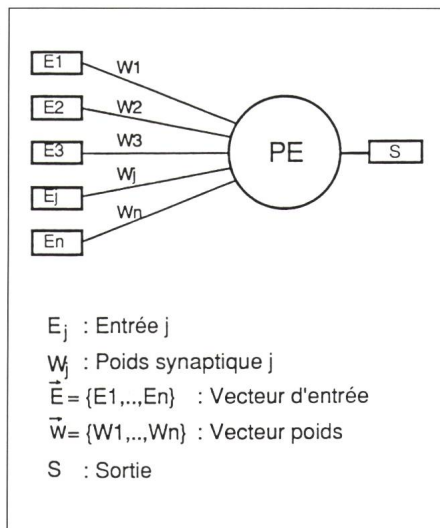 E1
W1
E2
W2
E3
W3
PE
S
Ej
Wj
En
Wn
Ej : Entrée j
Wj : Poids synaptique j
E = {E1,..,En} : Vecteur d'entrée
w = {W1,..,Wn} : Vecteur poids
S : Sortie